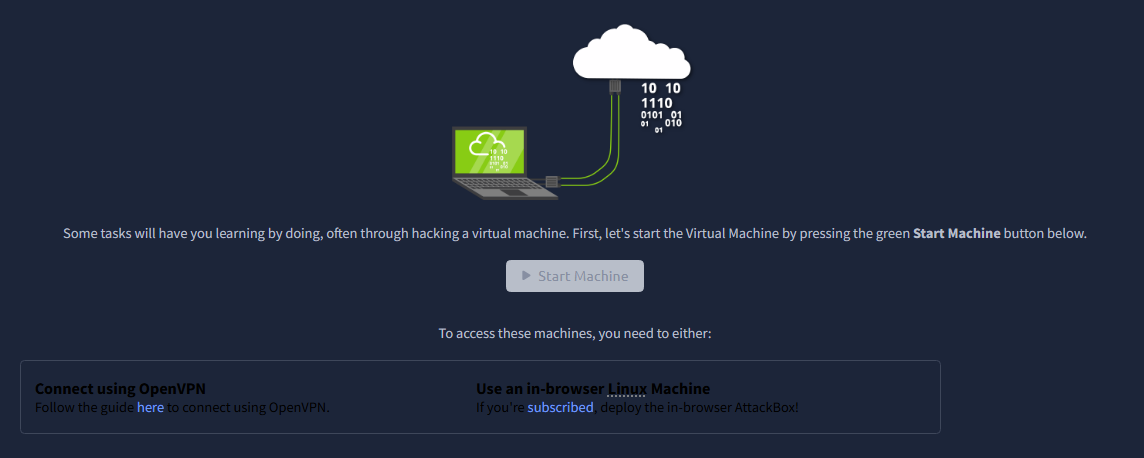 10 10
1110
0101 01
01 010
01
10 10
1110
0101 01
Some tasks will have you learning by doing, often through hacking a virtual machine. First, let's start the Virtual Machine by pressing the green Start Machine button below.
Start Machine
To access these machines, you need to either:
Connect using OpenVPN
Follow the guide here to connect using OpenVPN.
Use an in-browser Linux Machine
If you're subscribed, deploy the in-browser AttackBox!